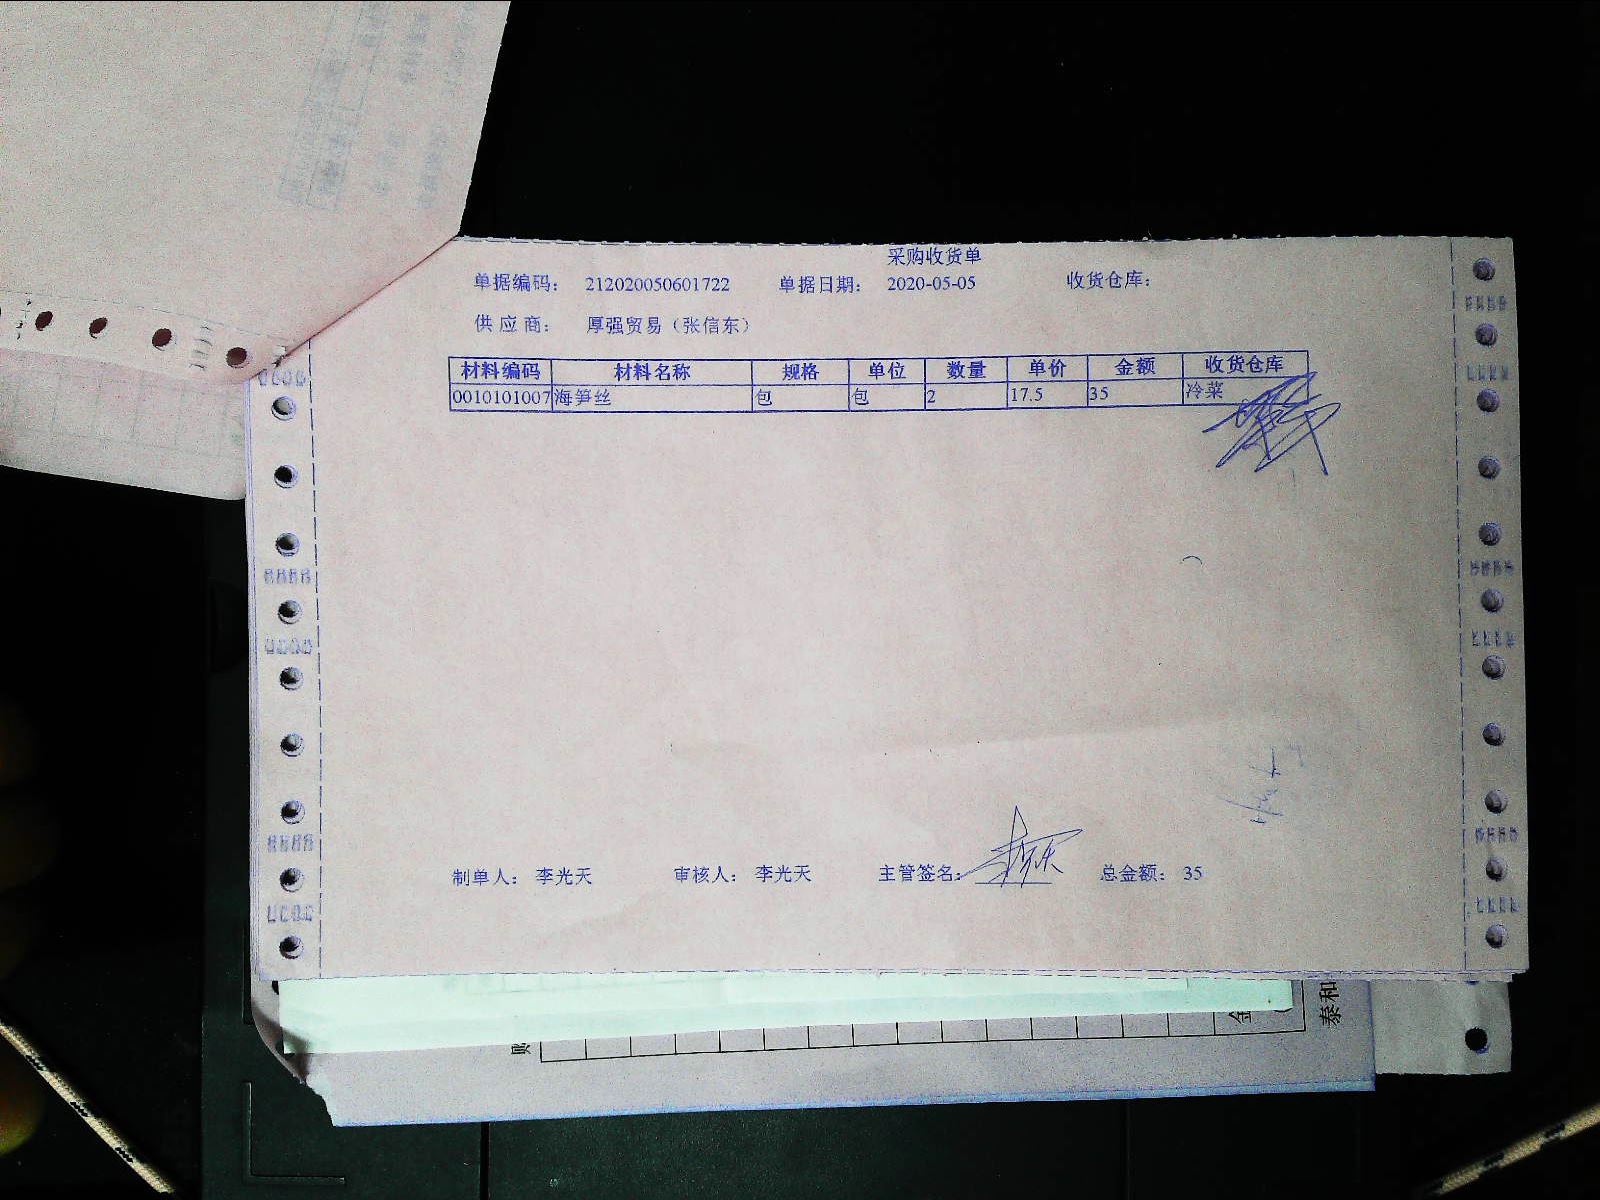 采购收货单
单据编码： 212020050601722 单据日期： 2020-05-05 收货仓库：
供应商： 厚强贸易（张信东）
材料编码 材料名称 规格 单位 数量 单价 金额 收货仓库
0010101007 海笋丝 包 包 2 17.5 35 冷菜
制单人： 李光天 审核人： 李光天 主管签名： 总金额： 35
金
泰和